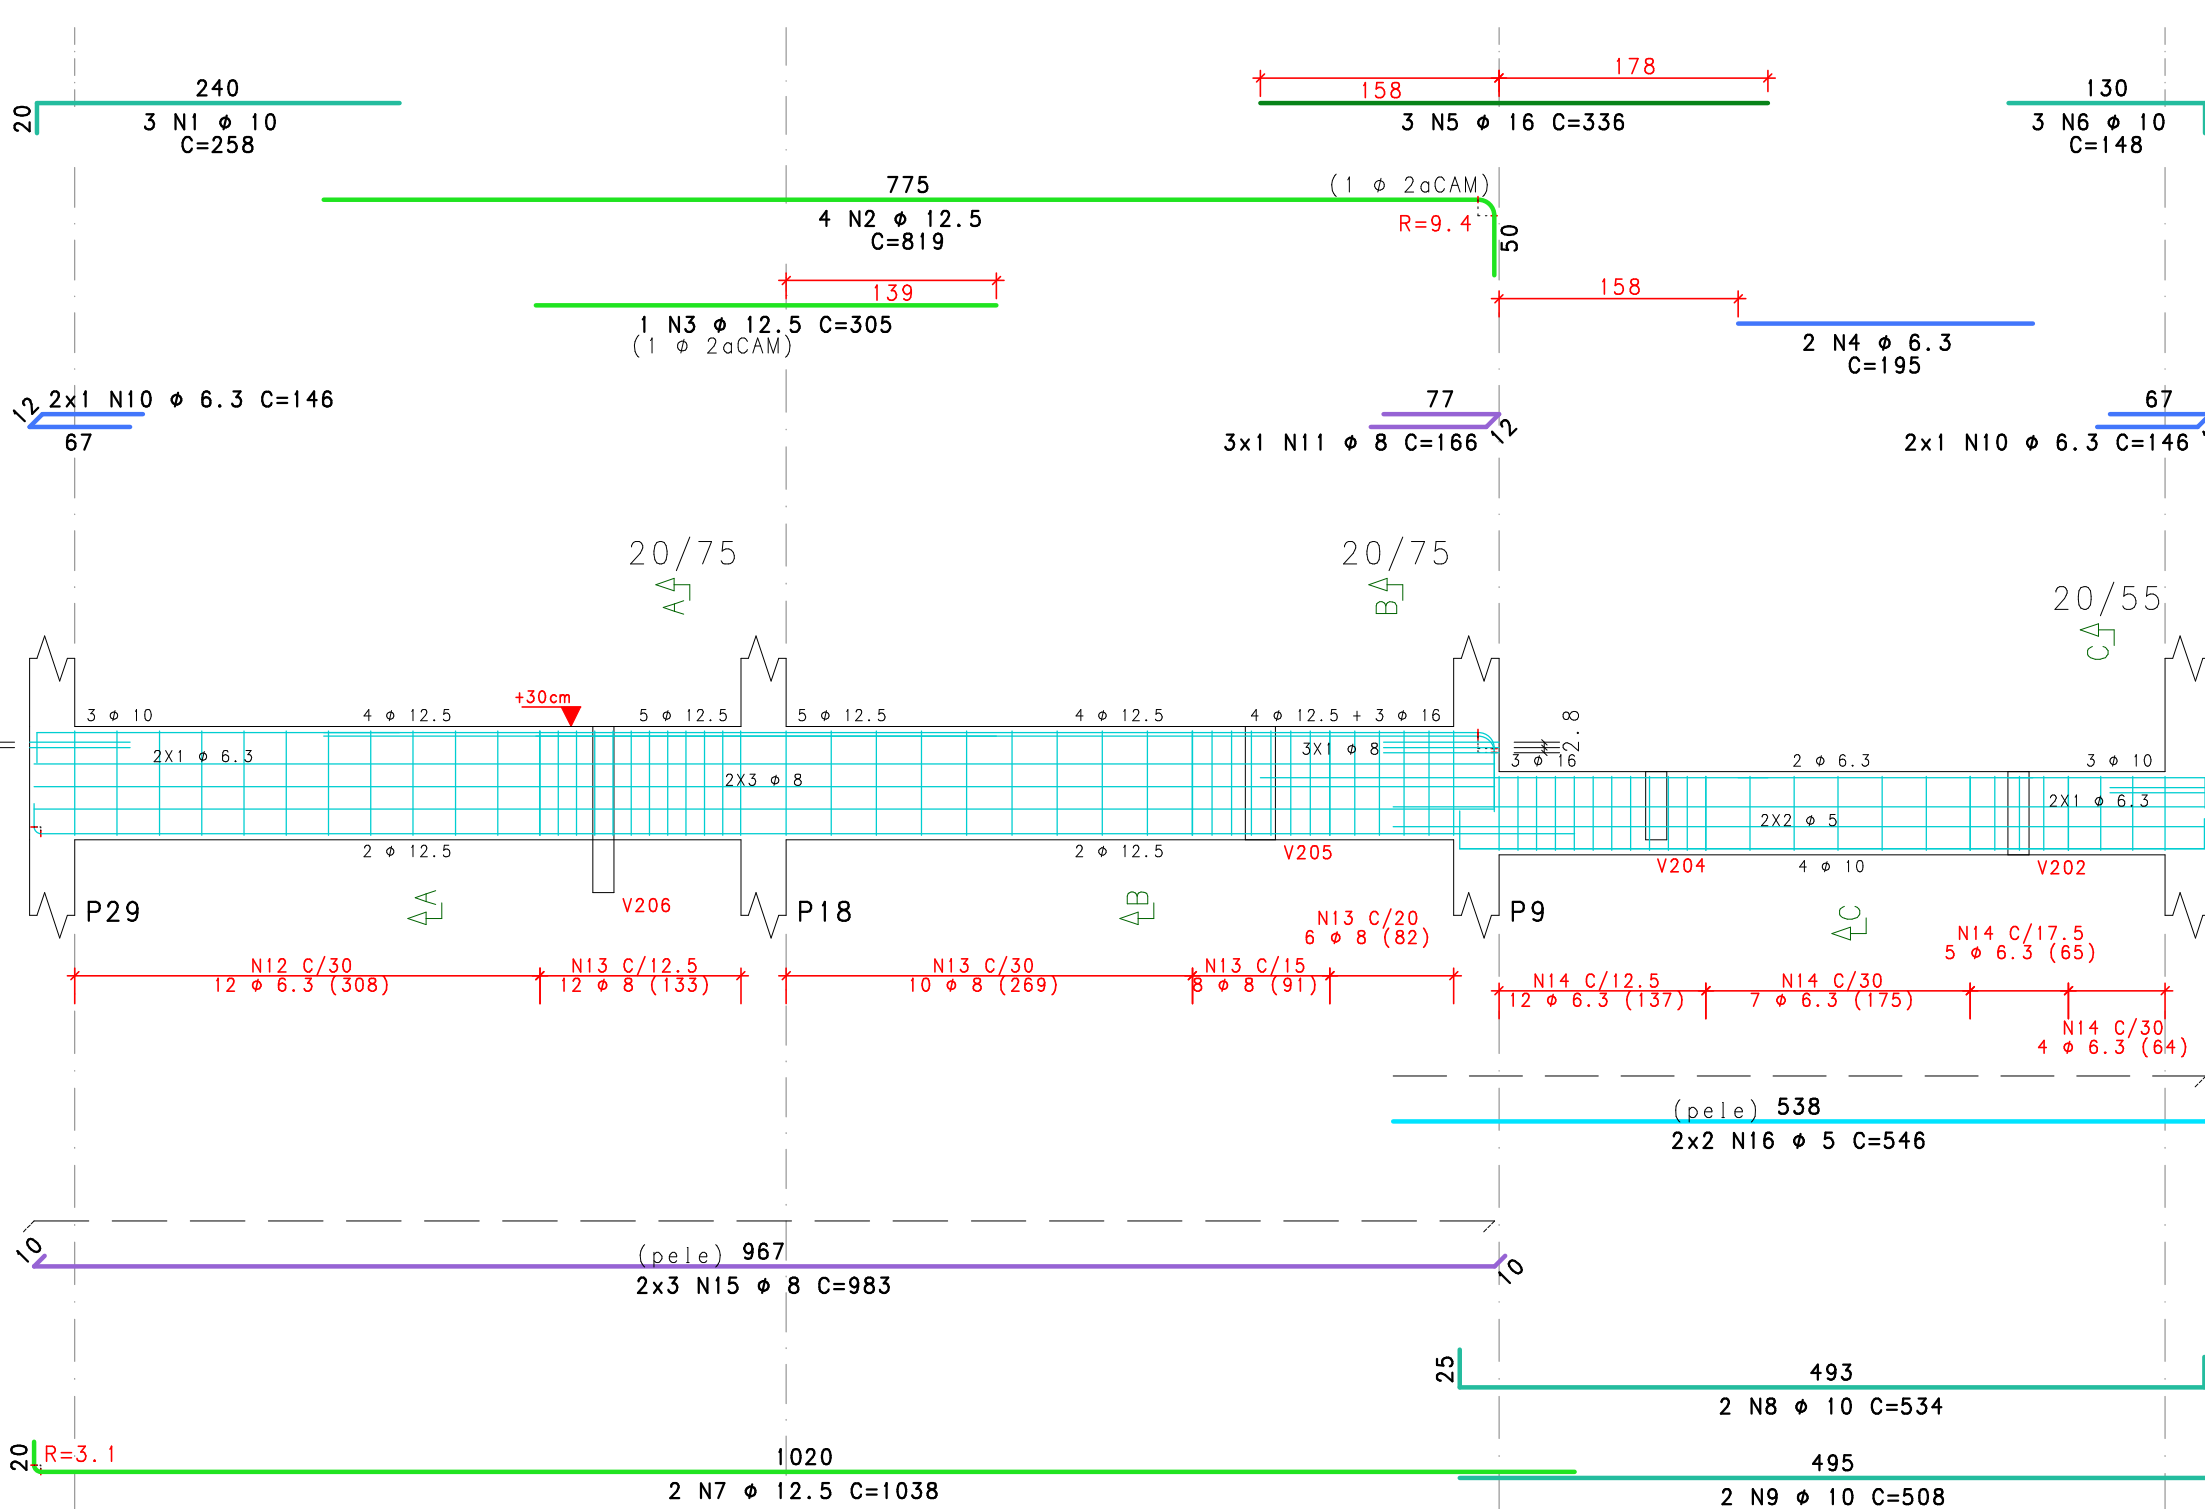 240
20
3 N1 ø 10
C=258
178
158
3 N5 ø 16 C=336
130
3 N6 ø 10
C=148
775
(1 ø 2aCAM)
4 N2 ø 12.5
C=819
R=9.4
50
139
1 N3 ø 12.5 C=305
(1 ø 2aCAM)
158
2 N4 ø 6.3
C=195
12
2x1 N10 ø 6.3 C=146
67
77
3x1 N11 ø 8 C=166
12
67
2x1 N10 ø 6.3 C=146
20/75
A
20/75
B
20/55
C
+30cm
3 ø 10
4 ø 12.5
5 ø 12.5
5 ø 12.5
4 ø 12.5
4 ø 12.5 + 3 ø 16
2.8
2X1 ø 6.3
2X3 ø 8
3X1 ø 8
3 ø 16
2 ø 6.3
3 ø 10
2X1 ø 6.3
2X2 ø 5
2 ø 12.5
2 ø 12.5
V205
V204
4 ø 10
V202
P29
A
V206
P18
B
P9
C
N13 C/20
6 ø 8 (82)
N14 C/17.5
5 ø 6.3 (65)
N12 C/30
12 ø 6.3 (308)
N13 C/12.5
12 ø 8 (133)
N13 C/30
10 ø 8 (269)
N13 C/15
8 ø 8 (91)
N14 C/12.5
12 ø 6.3 (137)
N14 C/30
7 ø 6.3 (175)
N14 C/30
4 ø 6.3 (64)
(pele) 538
2x2 N16 ø 5 C=546
10
(pele) 967
2x3 N15 ø 8 C=983
10
25
493
2 N8 ø 10 C=534
20
R=3.1
1020
2 N7 ø 12.5 C=1038
495
2 N9 ø 10 C=508